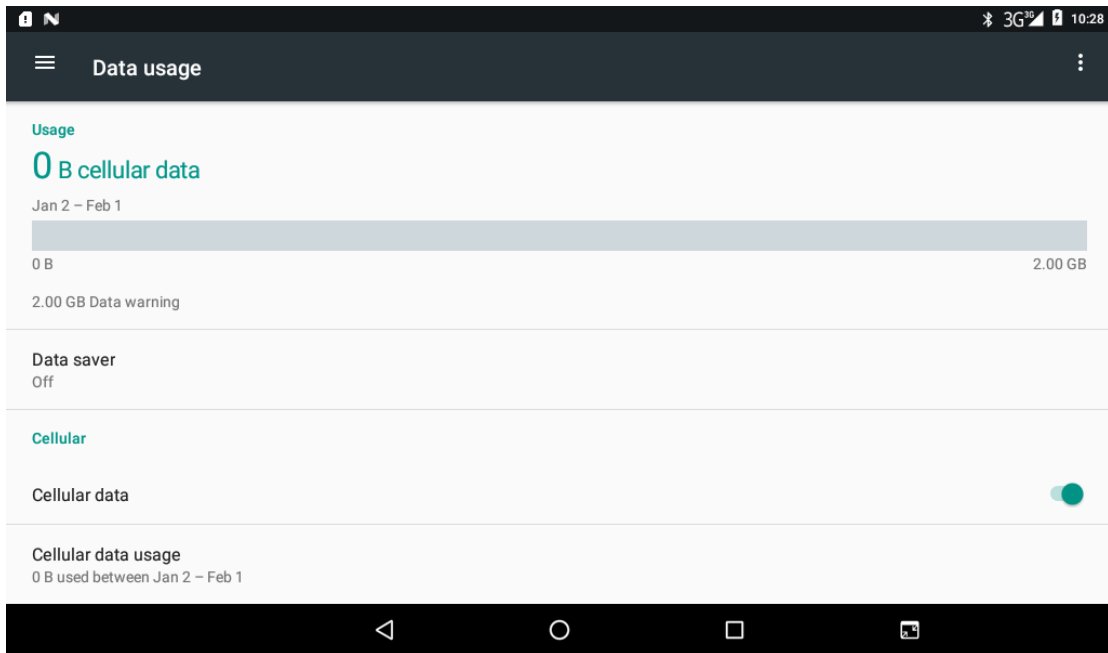 3G 3G 10:28
Data usage
Usage
0 B cellular data
Jan 2 – Feb 1
0 B 2.00 GB
2.00 GB Data warning
Data saver
Off
Cellular
Cellular data
Cellular data usage
0 B used between Jan 2 – Feb 1